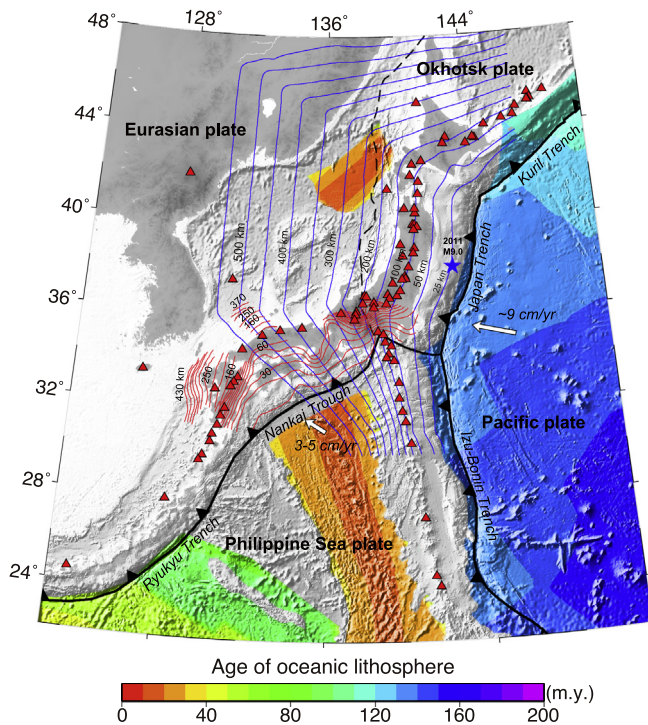 128° 136° 144°
48°
44°
40°
36°
32°
28°
24°
Okhotsk plate
Eurasian plate
Kuril Trench
2011
M9.0
Japan Trench
500 km
400 km
300 km
200 km
100 km
50 km
25 km
~9 cm/yr
370
250
160
60
30
430 km
250
160
Nankai Trough
3-5 cm/yr
Pacific plate
Izu-Bonin Trench
Philippine Sea plate
Ryukyu Trench
Age of oceanic lithosphere
(m.y.)
0 40 80 120 160 200